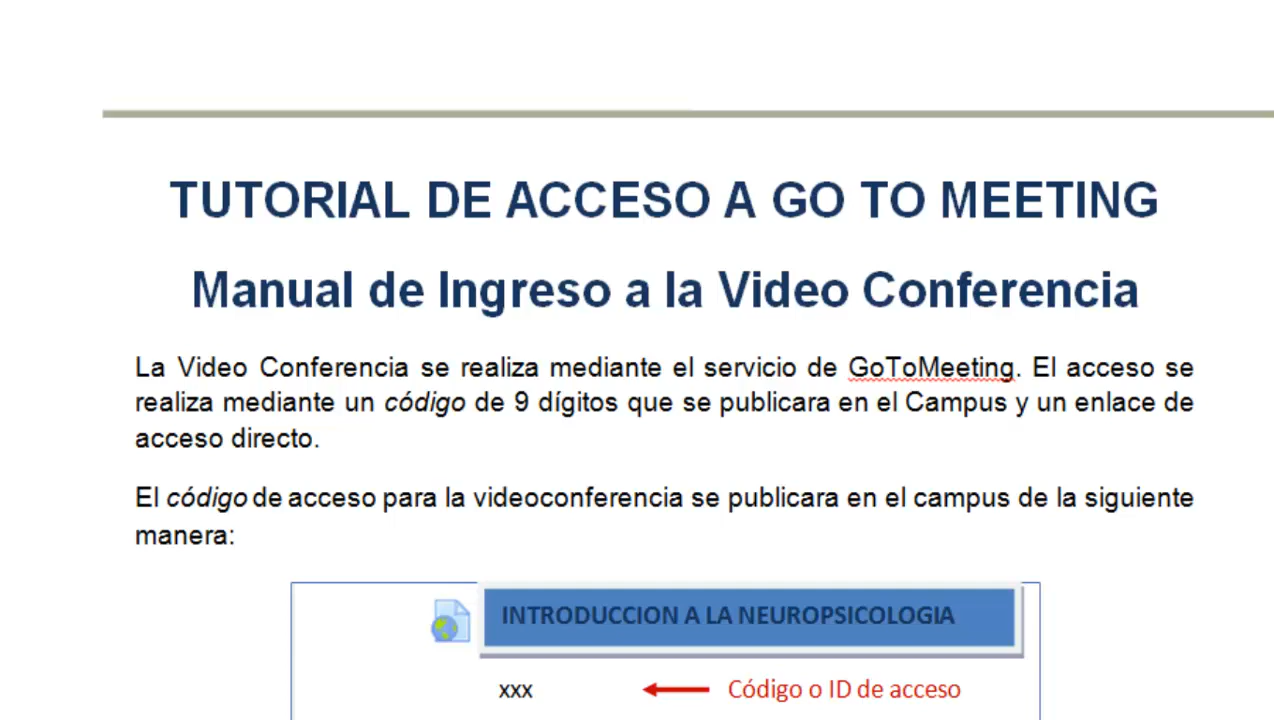 TUTORIAL DE ACCESO A GO TO MEETING
Manual de Ingreso a la Video Conferencia
La Video Conferencia se realiza mediante el servicio de GoToMeeting. El acceso se
realiza mediante un código de 9 dígitos que se publicara en el Campus y un enlace de
acceso directo.
El código de acceso para la videoconferencia se publicara en el campus de la siguiente
manera:
INTRODUCCION A LA NEUROPSICOLOGIA
xxx Código o ID de acceso